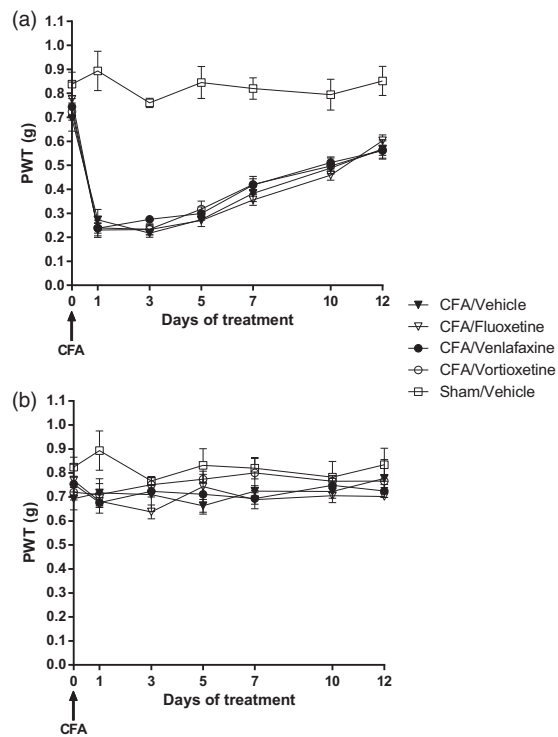 (a)
PWT (g)
1.1
1.0
0.9
0.8
0.7
0.6
0.5
0.4
0.3
0.2
0.1
0.0
0 1 3 5 7 10 12
Days of treatment
CFA
CFA/Vehicle
CFA/Fluoxetine
CFA/Venlafaxine
CFA/Vortioxetine
Sham/Vehicle
(b)
PWT (g)
1.1
1.0
0.9
0.8
0.7
0.6
0.5
0.4
0.3
0.2
0.1
0.0
0 1 3 5 7 10 12
Days of treatment
CFA